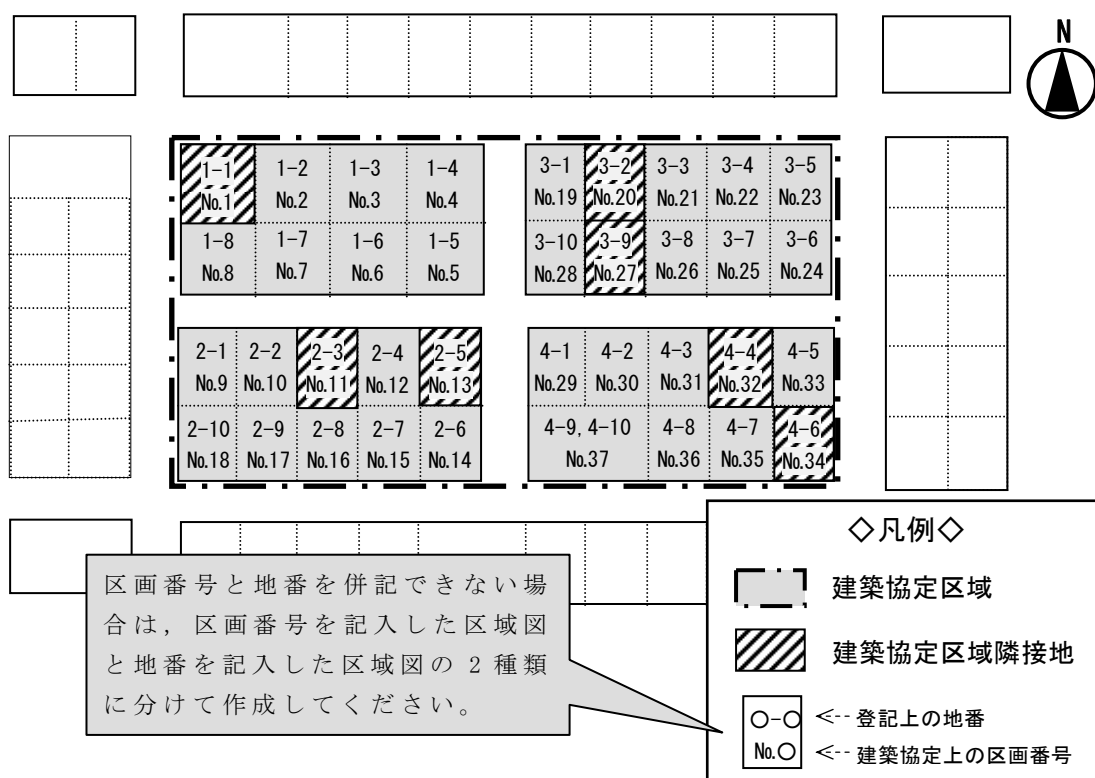 N
1-1 1-2 1-3 1-4
No.1 No.2 No.3 No.4
1-8 1-7 1-6 1-5
No.8 No.7 No.6 No.5
3-1 3-2 3-3 3-4 3-5
No.19 No.20 No.21 No.22 No.23
3-10 3-9 3-8 3-7 3-6
No.28 No.27 No.26 No.25 No.24
2-1 2-2 2-3 2-4 2-5
No.9 No.10 No.11 No.12 No.13
2-10 2-9 2-8 2-7 2-6
No.18 No.17 No.16 No.15 No.14
4-1 4-2 4-3 4-4 4-5
No.29 No.30 No.31 No.32 No.33
4-9, 4-10 4-8 4-7 4-6
No.37 No.36 No.35 No.34
区画番号と地番を併記できない場
合は，区画番号を記入した区域図
と地番を記入した区域図の 2 種類
に分けて作成してください。
◇凡例◇
建築協定区域
建築協定区域隣接地
○-○ <-- 登記上の地番
No.○ <-- 建築協定上の区画番号